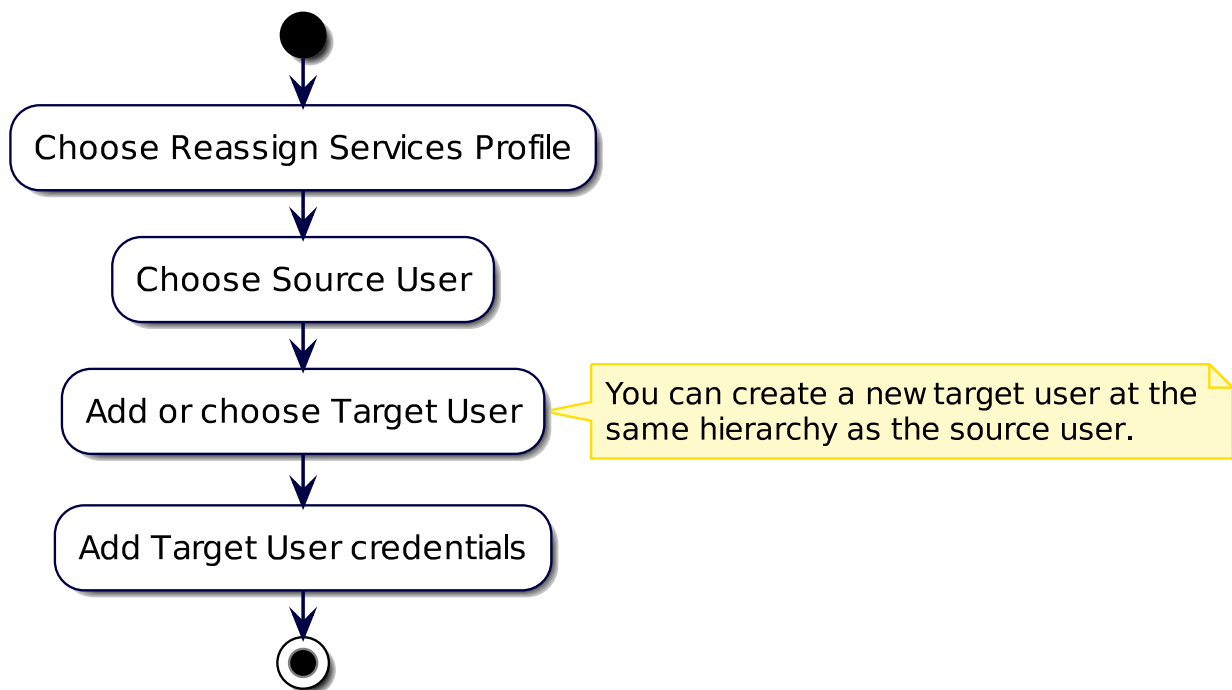 Choose Reassign Services Profile
Choose Source User
Add or choose Target User
You can create a new target user at the
same hierarchy as the source user.
Add Target User credentials